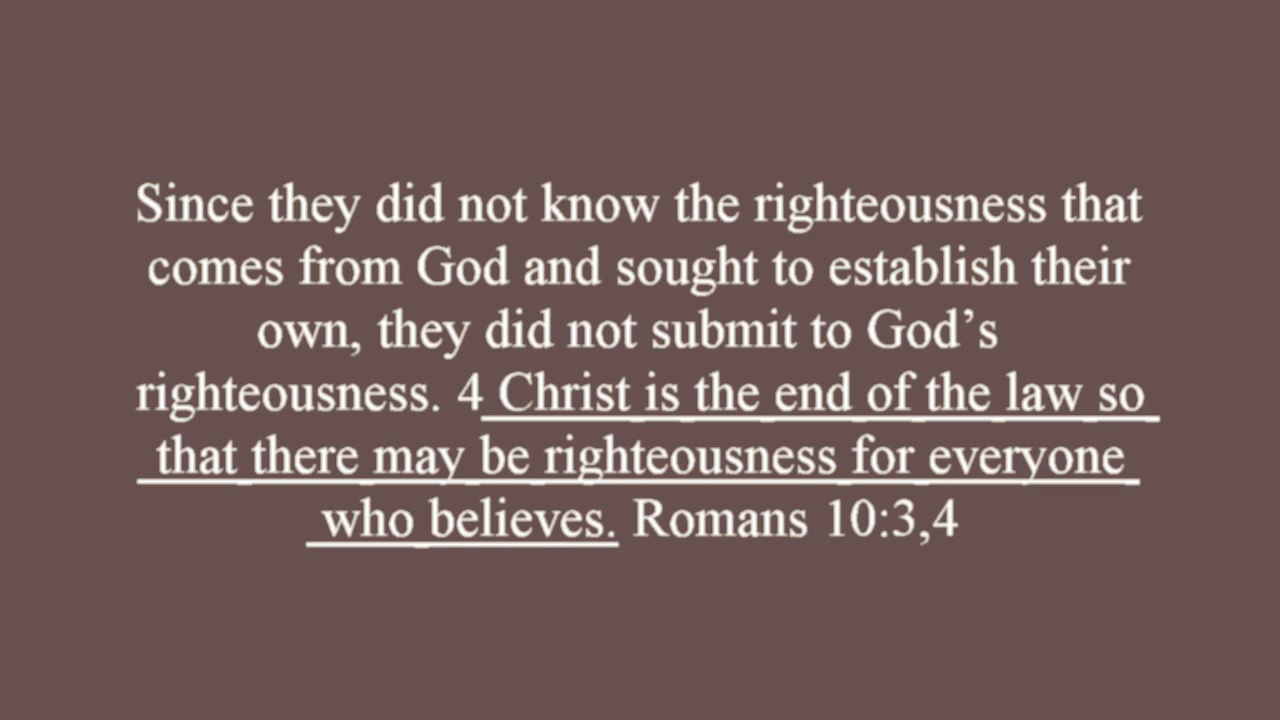 Since they did not know the righteousness that
comes from God and sought to establish their
own, they did not submit to God’s
righteousness. 4 Christ is the end of the law so
that there may be righteousness for everyone
who believes. Romans 10:3,4